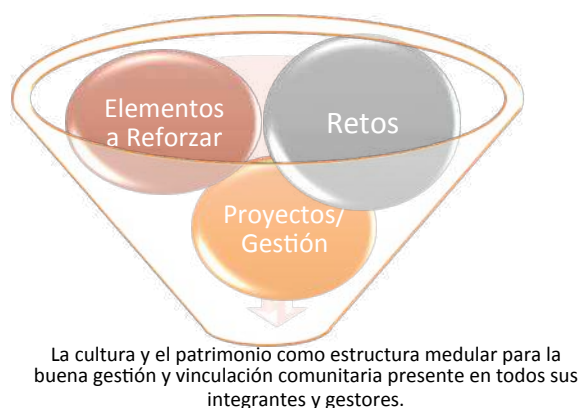 Elementos
a Reforzar
Retos
Proyectos/
Gestión
La cultura y el patrimonio como estructura medular para la
buena gestión y vinculación comunitaria presente en todos sus
integrantes y gestores.